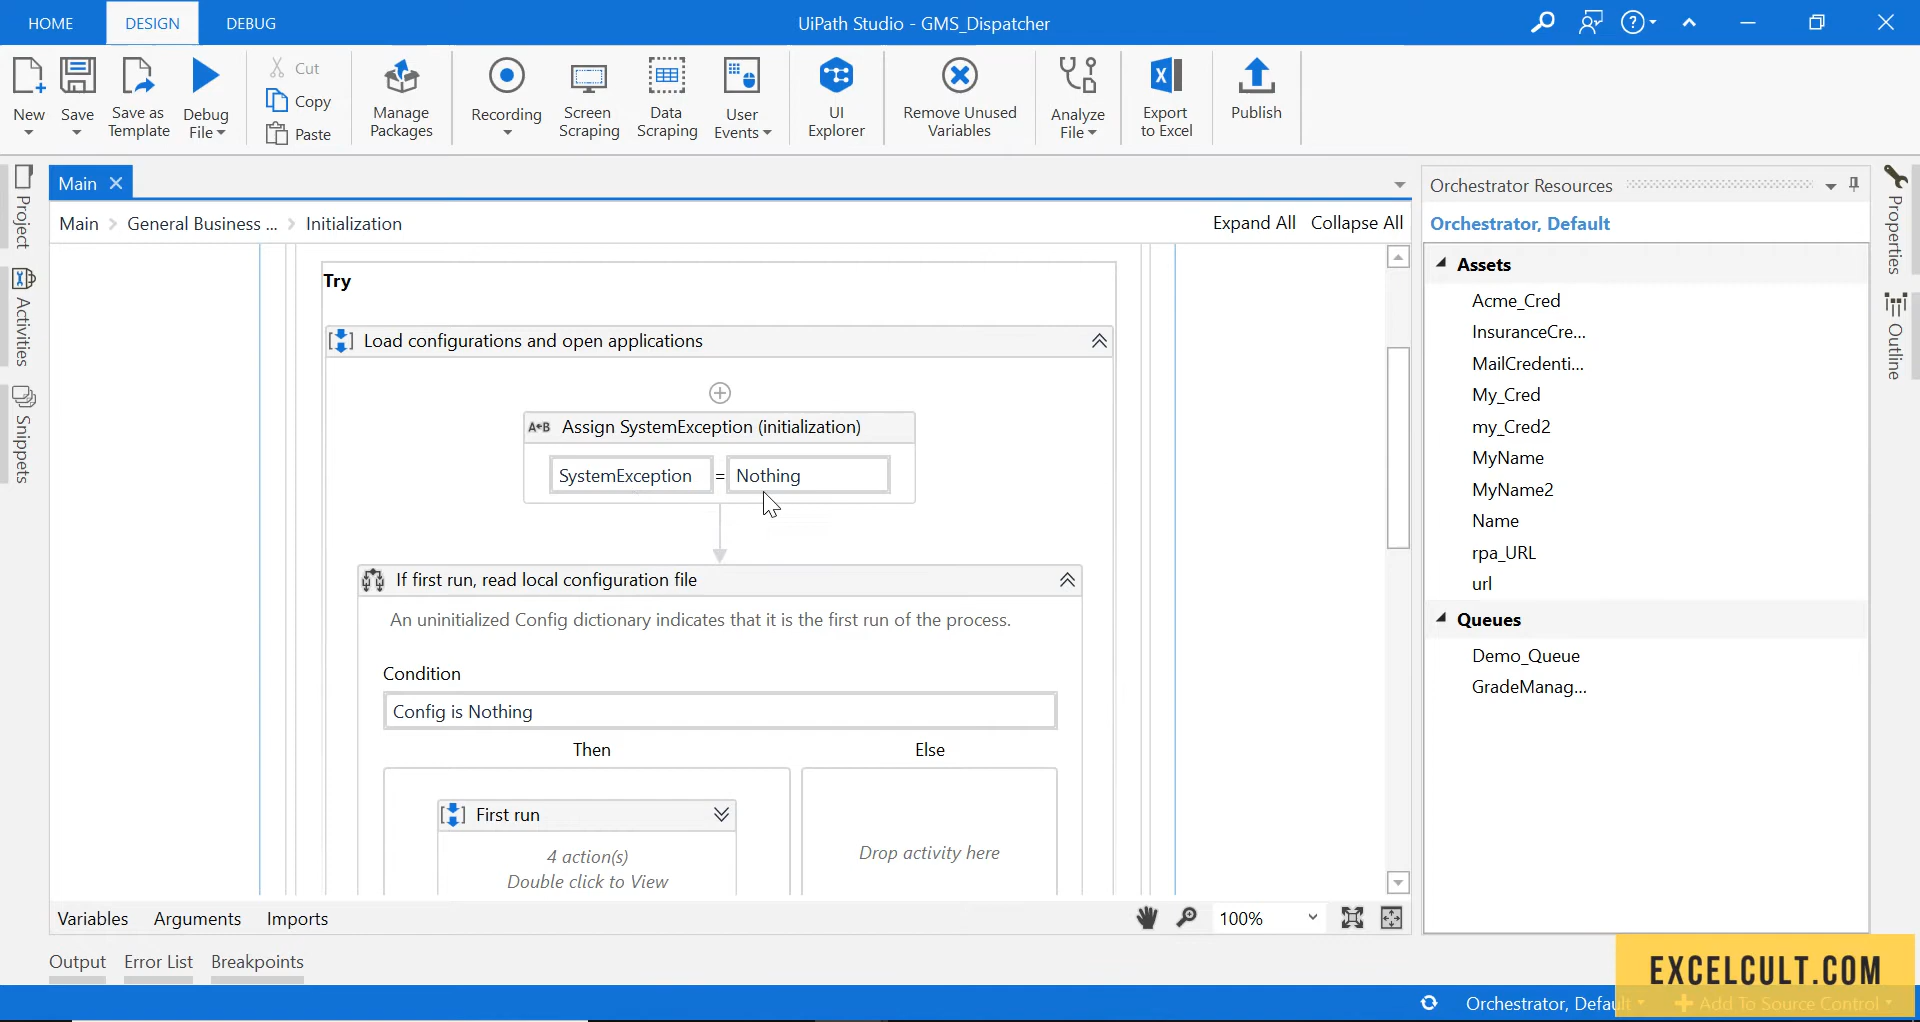 HOME DESIGN DEBUG UiPath Studio - GMS_Dispatcher
New Save Save as Template Debug File Cut Copy Paste Manage Packages Recording Screen Scraping Data Scraping User Events UI Explorer Remove Unused Variables Analyze File Export to Excel Publish
Project
Activities
Snippets
Main
Main General Business ... Initialization Expand All Collapse All
Try
Load configurations and open applications
A B Assign SystemException (initialization)
SystemException = Nothing
If first run, read local configuration file
An uninitialized Config dictionary indicates that it is the first run of the process.
Condition
Config is Nothing
Then Else
First run
4 action(s)
Double click to View
Drop activity here
Variables Arguments Imports 100%
Output Error List Breakpoints
Orchestrator Resources
Orchestrator, Default
Assets
Acme_Cred
InsuranceCre...
MailCredenti...
My_Cred
my_Cred2
MyName
MyName2
Name
rpa_URL
url
Queues
Demo_Queue
GradeManag...
Properties
Outline
EXCELCULT.COM
Orchestrator, Default Add To Source Control